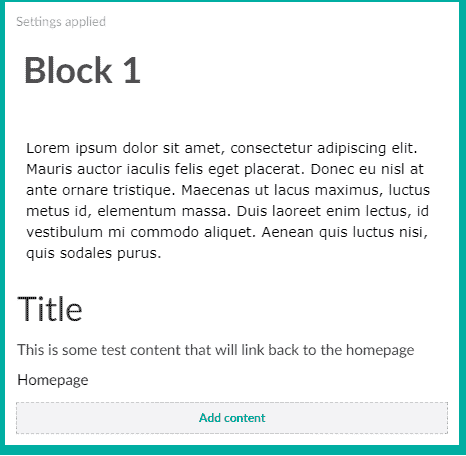 Settings applied
Block 1
Lorem ipsum dolor sit amet, consectetur adipiscing elit.
Mauris auctor iaculis felis eget placerat. Donec eu nisl at
ante ornare tristique. Maecenas ut lacus maximus, luctus
metus id, elementum massa. Duis laoreet enim lectus, id
vestibulum mi commodo aliquet. Aenean quis luctus nisi,
quis sodales purus.
Title
This is some test content that will link back to the homepage
Homepage
Add content